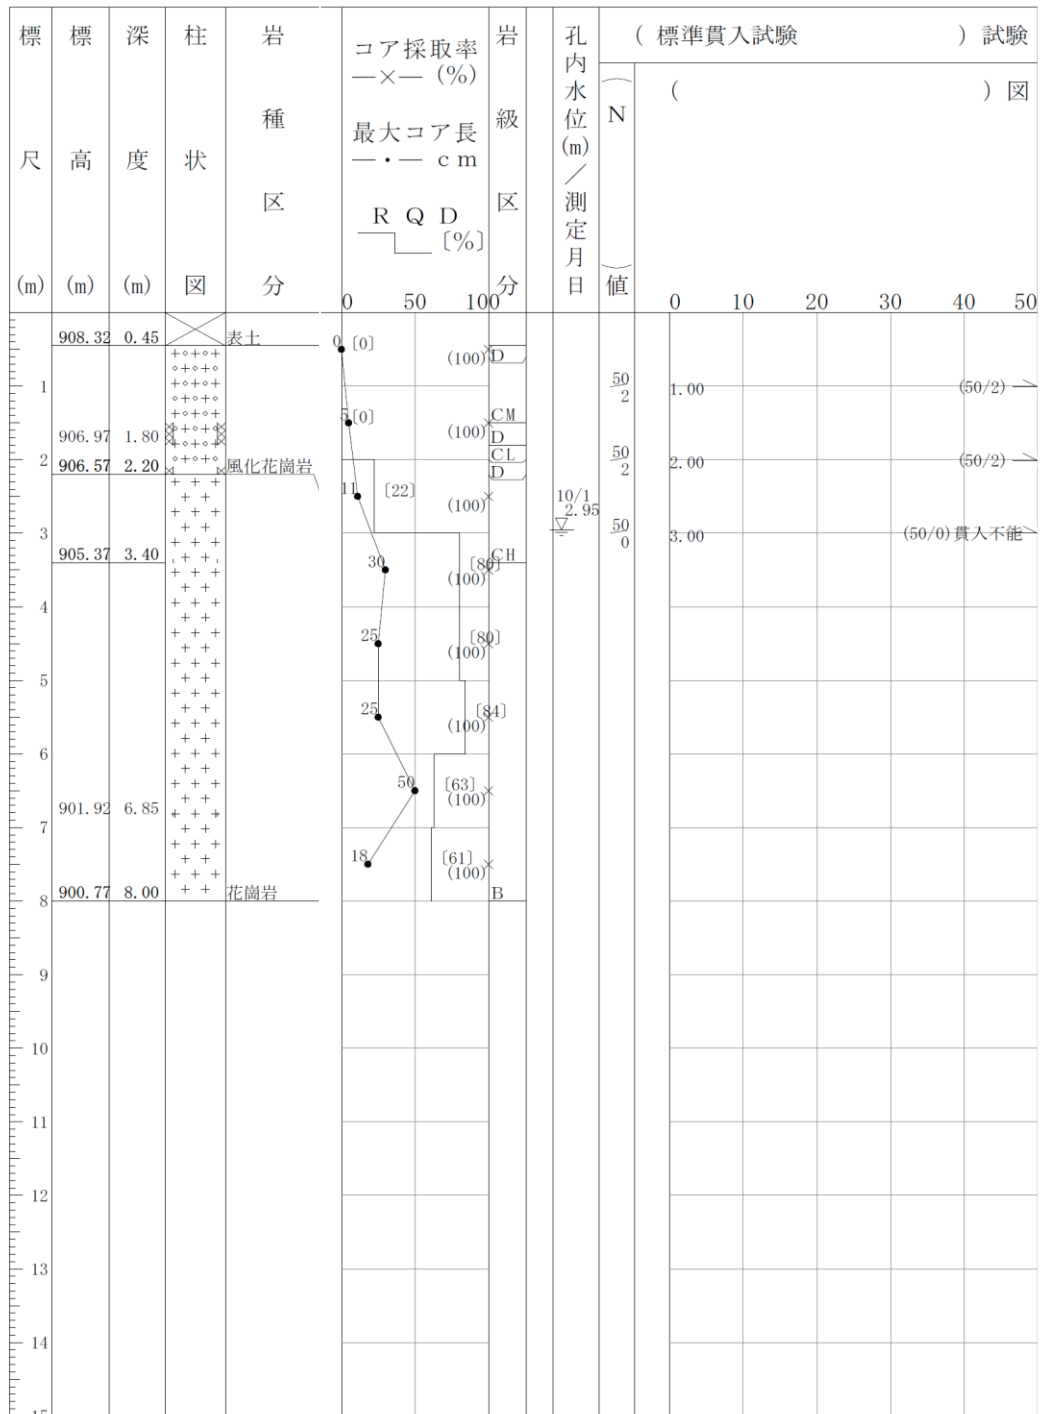 標尺(m)
標高(m)
深度(m)
柱状図
岩種区分
コア採取率
—×— (%)
最大コア長
—・— cm
RQD
[%]
0 50 100
岩級区分
孔内水位(m)／測定月日
(標準貫入試験 )試験
(N)値
( )図
0 10 20 30 40 50
908.32 0.45 表土
0 [0]
(100) D
1
50/2 1.00 (50/2)
5 [0]
CM
(100) D
906.97 1.80
CL
2
50/2 2.00 (50/2)
906.57 2.20 風化花崗岩
D
11 [22]
(100)
10/1
2.95
3
50/0 3.00 (50/0)貫入不能
905.37 3.40
30 [80]
CH
(100)
4
25 [80]
(100)
5
25 [84]
(100)
6
50 [63]
(100)
901.92 6.85
7
18 [61]
(100)
900.77 8.00 花崗岩
B
8
9
10
11
12
13
14